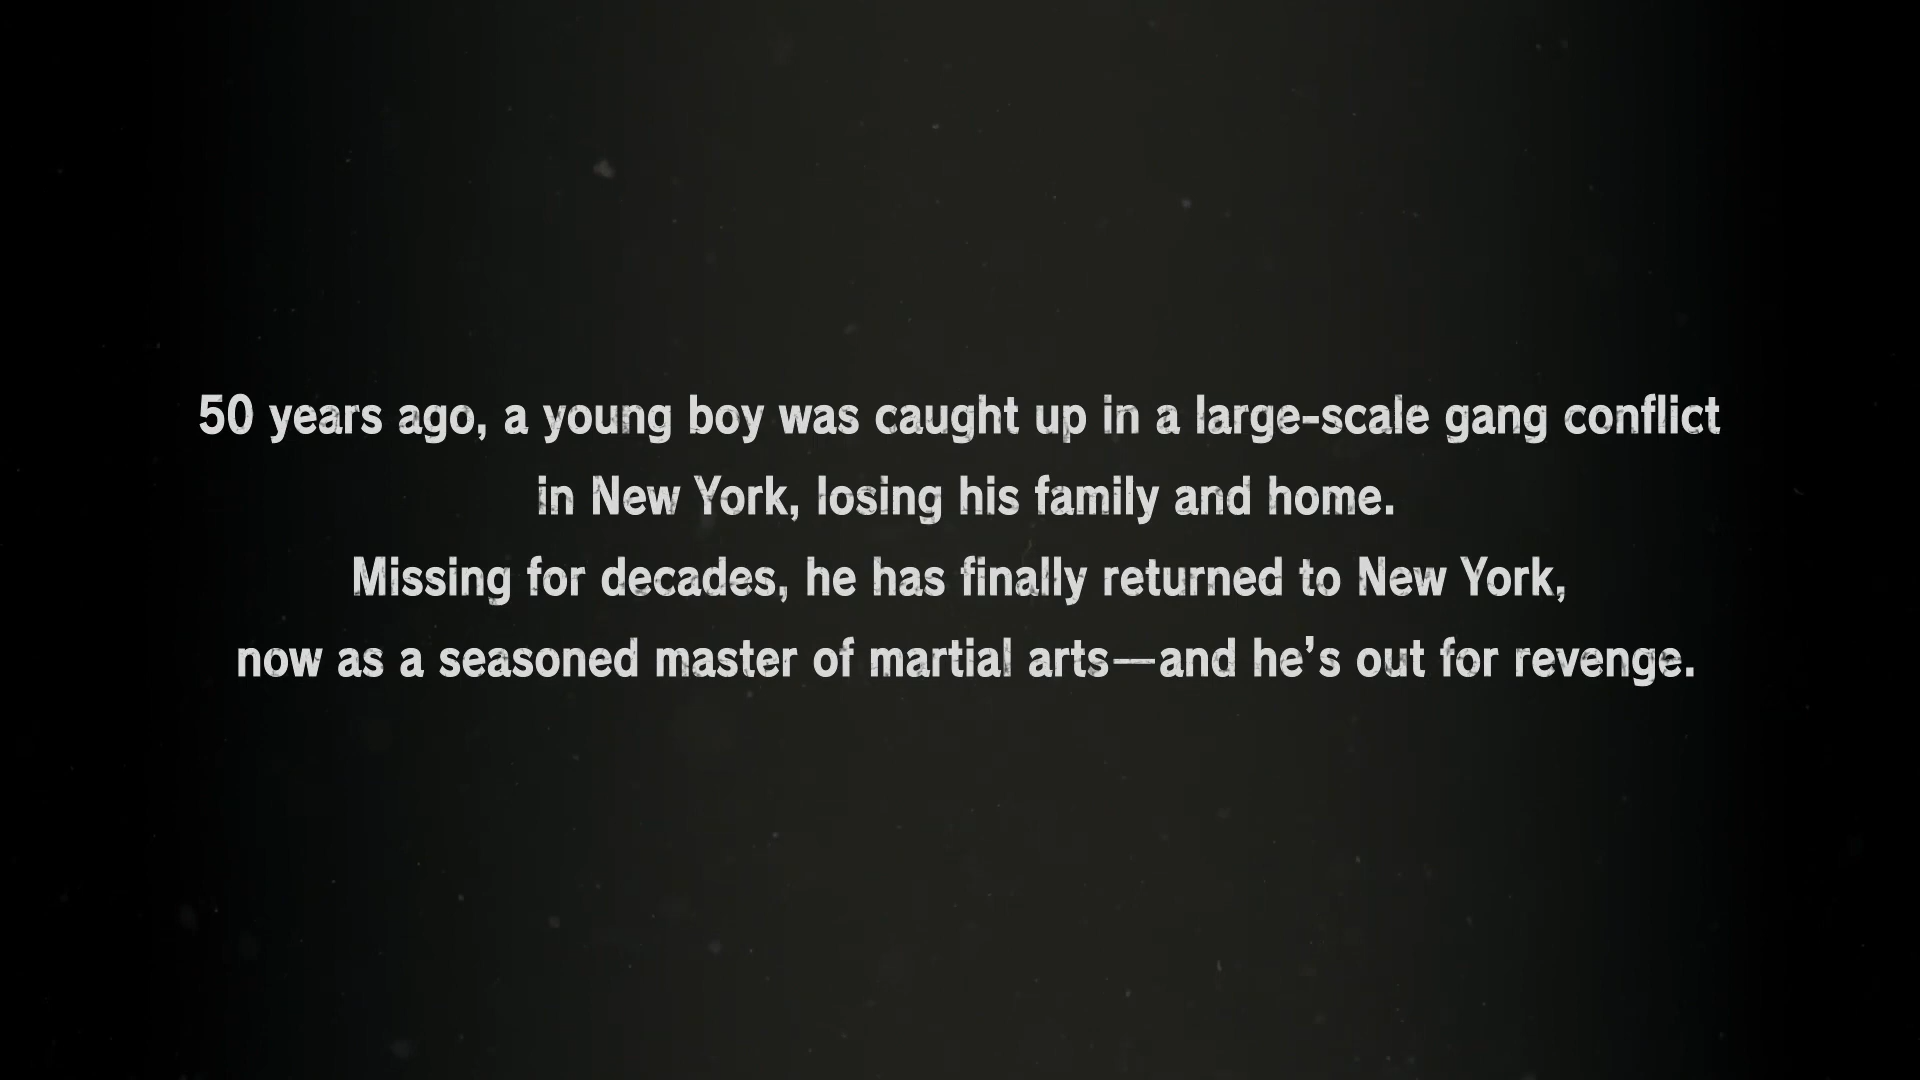 50 years ago, a young boy was caught up in a large-scale gang conflict
in New York, losing his family and home.
Missing for decades, he has finally returned to New York,
now as a seasoned master of martial arts—and he’s out for revenge.